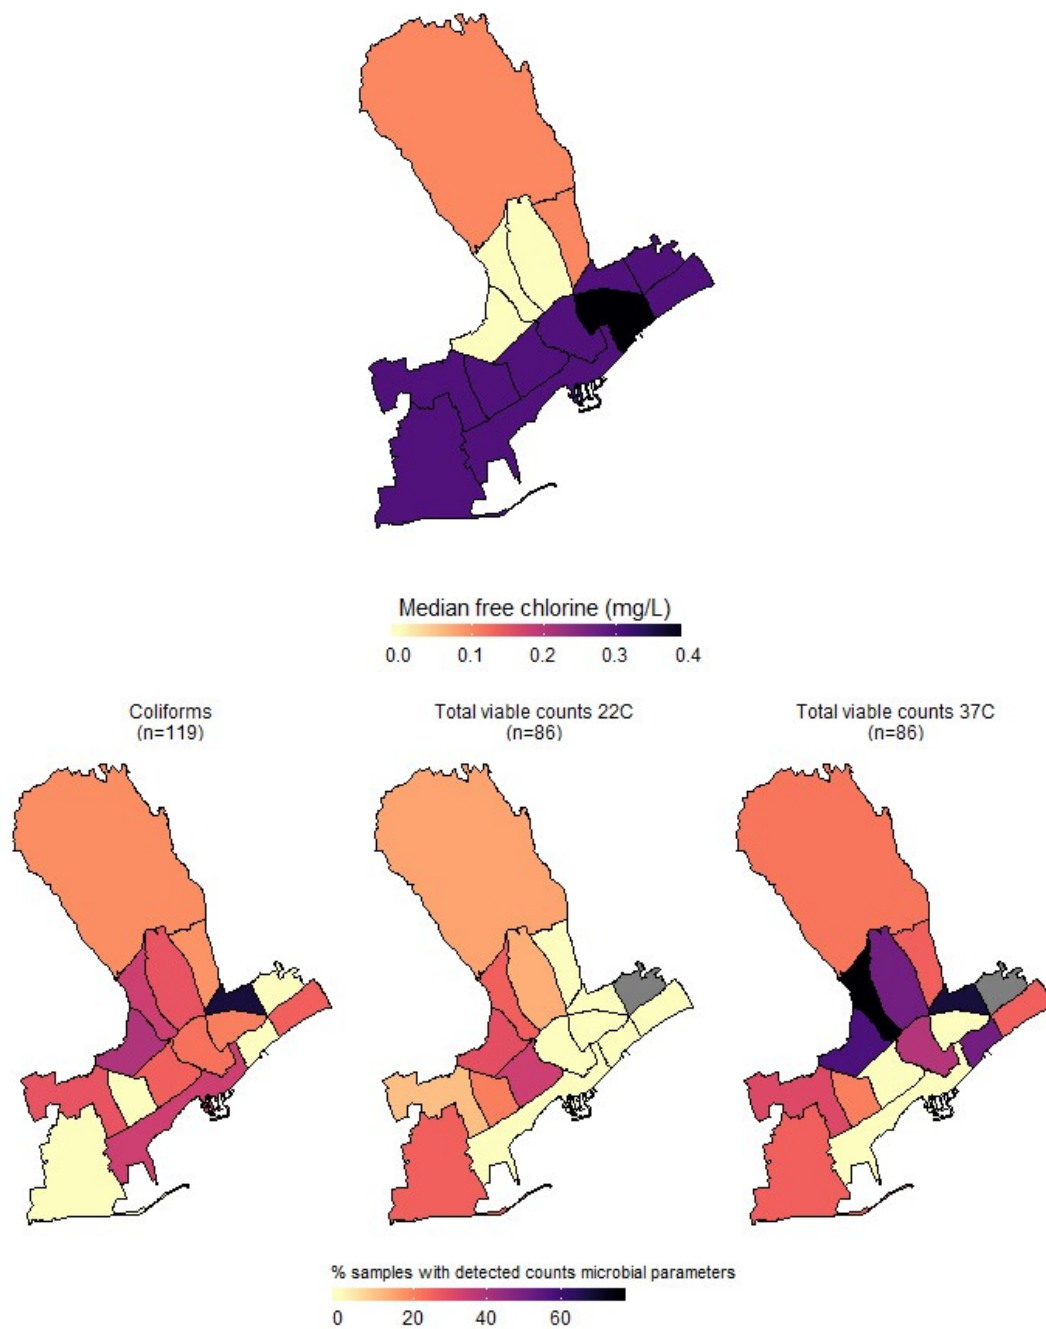 Median free chlorine (mg/L)
0.0 0.1 0.2 0.3 0.4
Coliforms
(n=119)
Total viable counts 22C
(n=86)
Total viable counts 37C
(n=86)
% samples with detected counts microbial parameters
0 20 40 60